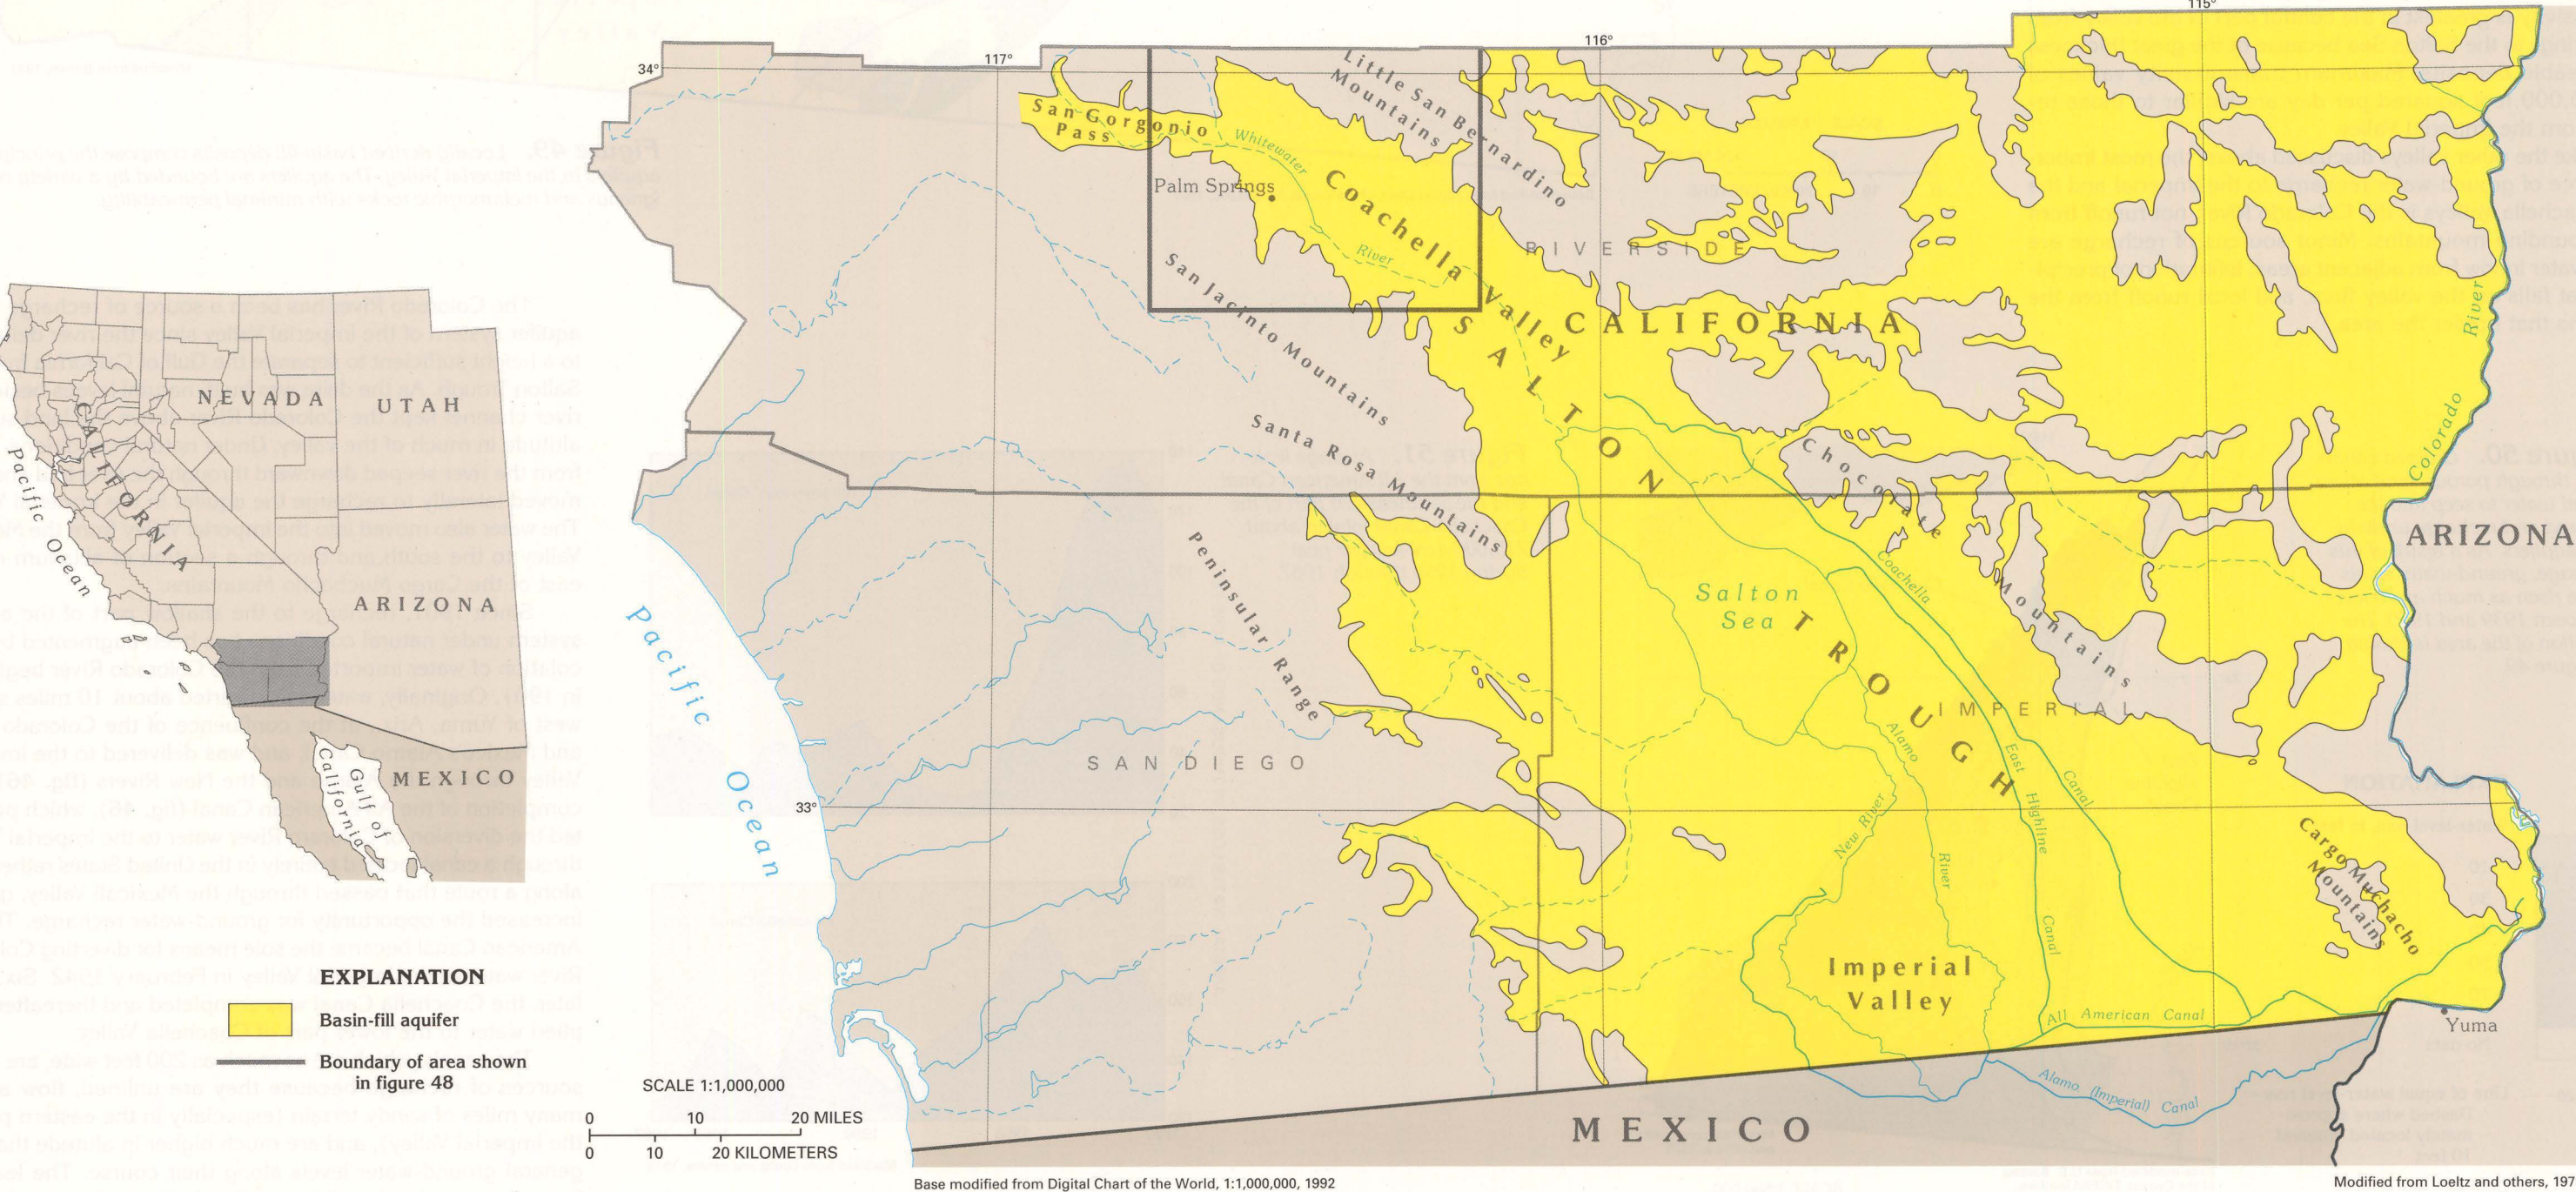 115°
116°
117°
34°
33°
Little San Bernardino
Mountains
San Gorgonio
Pass
Whitewater
River
Palm Springs
Coachella Valley
San Jacinto Mountains
Santa Rosa Mountains
RIVERSIDE
CALIFORNIA
SALTON TROUGH
Colorado River
ARIZONA
Chocolate Mountains
Coachella Canal
Salton
Sea
Peninsular Range
IMPERIAL
Alamo River
New River
East Highline Canal
SAN DIEGO
Pacific Ocean
Cargo Muchacho
Mountains
Imperial
Valley
All American Canal
Yuma
Alamo (Imperial) Canal
MEXICO
NEVADA
UTAH
CALIFORNIA
Pacific Ocean
ARIZONA
MEXICO
Gulf of
California
EXPLANATION
Basin-fill aquifer
Boundary of area shown
in figure 48
SCALE 1:1,000,000
0 10 20 MILES
0 10 20 KILOMETERS
Base modified from Digital Chart of the World, 1:1,000,000, 1992
Modified from Loeltz and others, 197